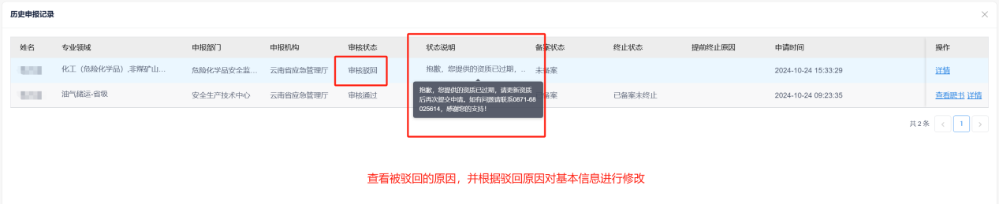 历史申报记录
姓名 专业领域 申报部门 申报机构 审核状态 状态说明 备案状态 终止状态 提前终止原因 申请时间 操作
化工（危险化学品）,非煤矿山... 危险化学品安全监... 云南省应急管理厅 审核驳回 抱歉，您提供的资质已过期，... 未备案 2024-10-24 15:33:29 详情
油气储运-省级 安全生产技术中心 云南省应急管理厅 审核通过 备案 已备案未终止 2024-10-24 09:23:35 查看聘书 详情
抱歉，您提供的资质已过期，请更新资质
后再次提交申请。如有问题请联系0871-68
025614，感谢您的支持！
共 2 条 1
查看被驳回的原因，并根据驳回原因对基本信息进行修改